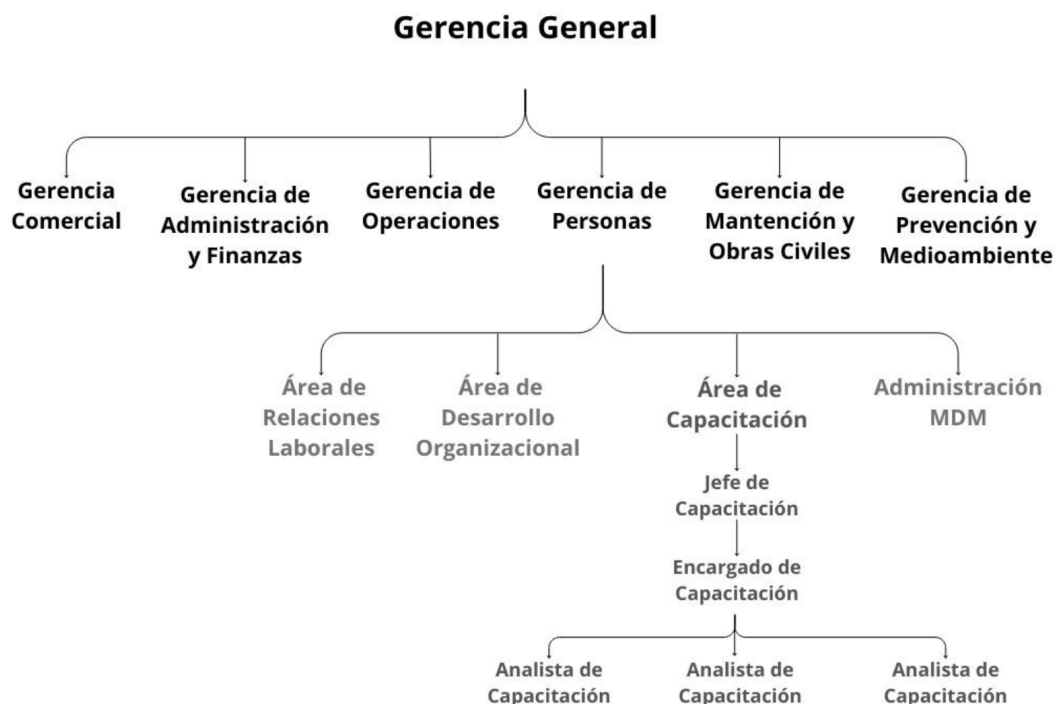 Gerencia General
Gerencia
Comercial
Gerencia de
Administración
y Finanzas
Gerencia de
Operaciones
Gerencia de
Personas
Gerencia de
Mantención y
Obras Civiles
Gerencia de
Prevención y
Medioambiente
Área de
Relaciones
Laborales
Área de
Desarrollo
Organizacional
Área de
Capacitación
Administración
MDM
Jefe de
Capacitación
Encargado de
Capacitación
Analista de
Capacitación
Analista de
Capacitación
Analista de
Capacitación